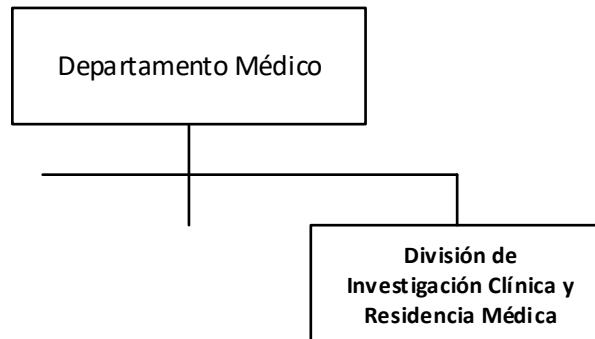 Departamento Médico
División de
Investigación Clínica y
Residencia Médica